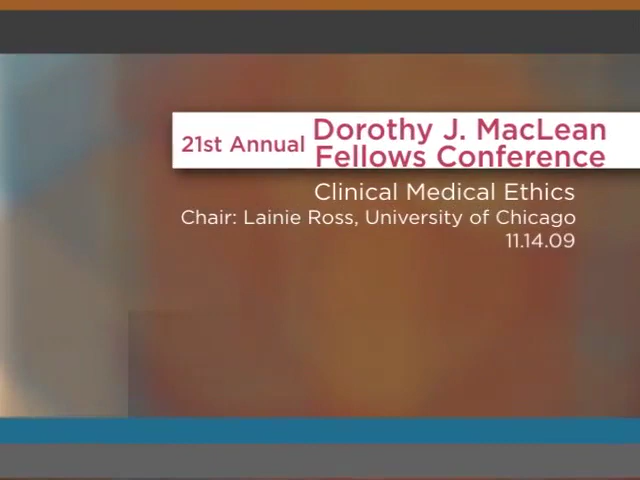 21st Annual Dorothy J. MacLean
Fellows Conference
Clinical Medical Ethics
Chair: Lainie Ross, University of Chicago
11.14.09